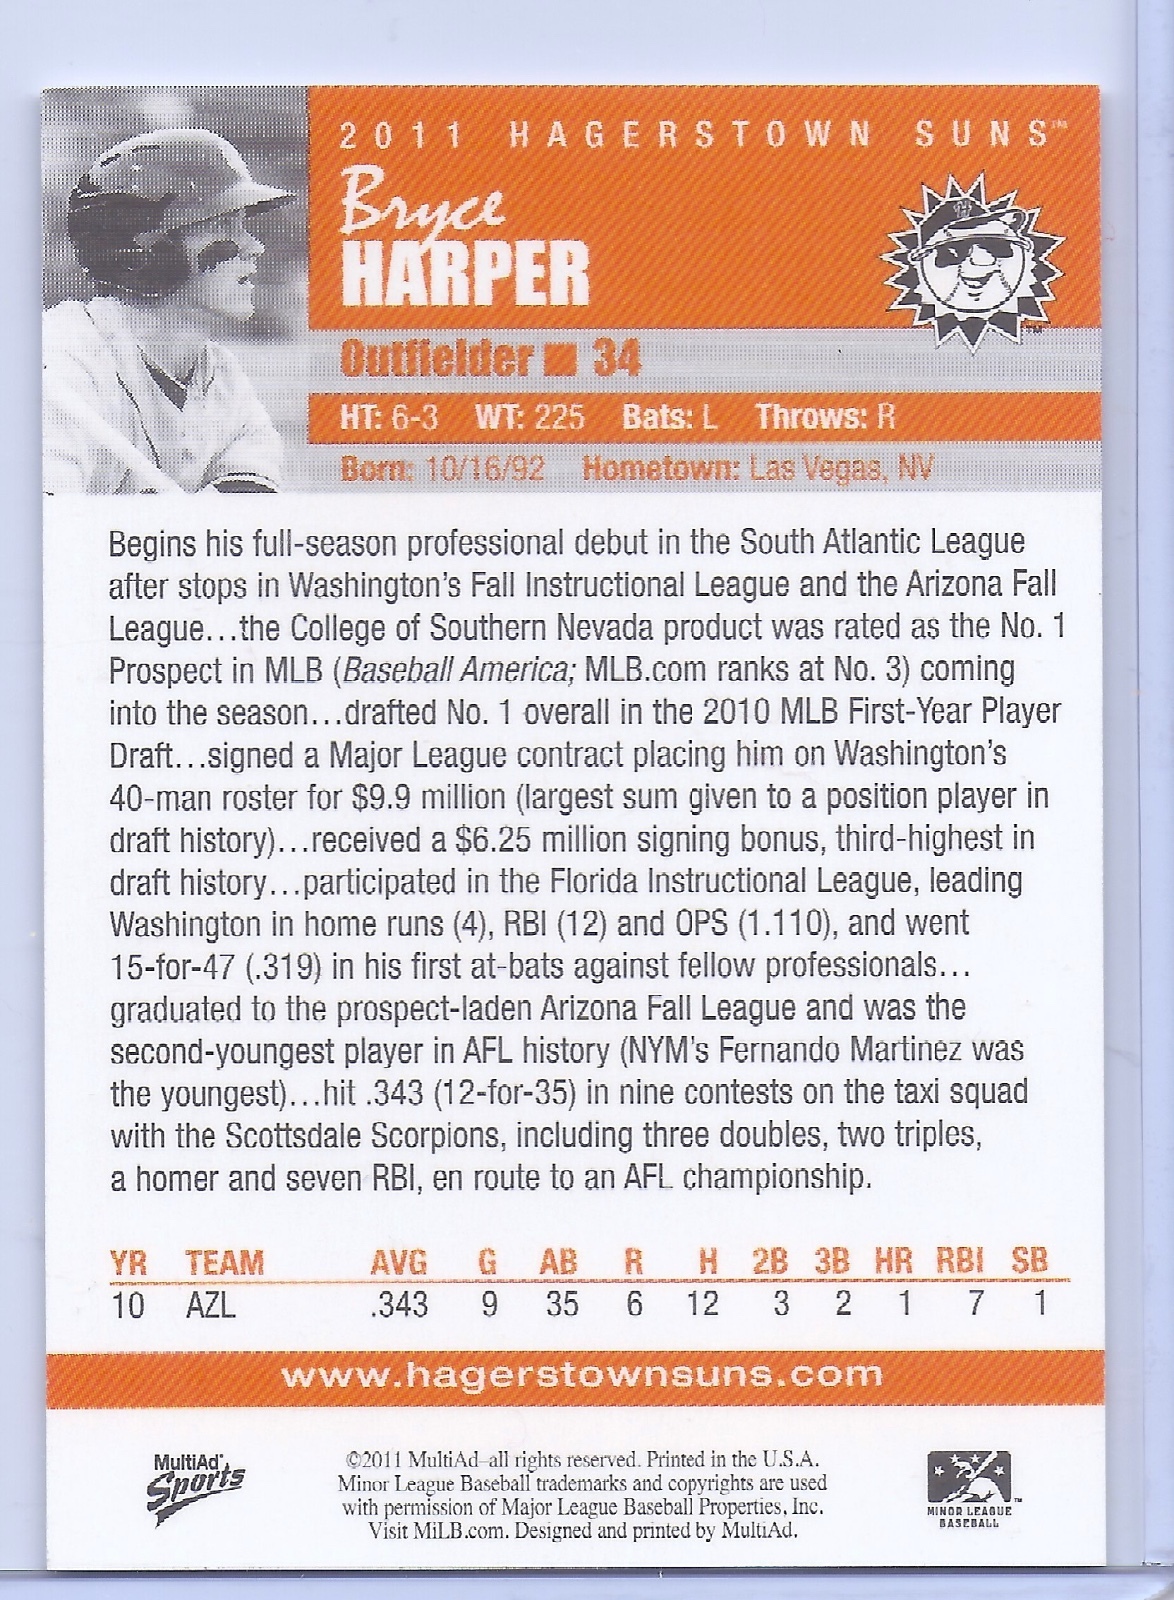 2011 HAGERSTOWN SUNS™
Bryce
HARPER
Outfielder ■ 34
HT: 6-3 WT: 225 Bats: L Throws: R
Born: 10/16/92 Hometown: Las Vegas, NV
Begins his full-season professional debut in the South Atlantic League
after stops in Washington's Fall Instructional League and the Arizona Fall
League...the College of Southern Nevada product was rated as the No. 1
Prospect in MLB (Baseball America; MLB.com ranks at No. 3) coming
into the season...drafted No. 1 overall in the 2010 MLB First-Year Player
Draft...signed a Major League contract placing him on Washington's
40-man roster for $9.9 million (largest sum given to a position player in
draft history)...received a $6.25 million signing bonus, third-highest in
draft history...participated in the Florida Instructional League, leading
Washington in home runs (4), RBI (12) and OPS (1.110), and went
15-for-47 (.319) in his first at-bats against fellow professionals...
graduated to the prospect-laden Arizona Fall League and was the
second-youngest player in AFL history (NYM's Fernando Martinez was
the youngest)...hit .343 (12-for-35) in nine contests on the taxi squad
with the Scottsdale Scorpions, including three doubles, two triples,
a homer and seven RBI, en route to an AFL championship.
YR TEAM AVG G AB R H 2B 3B HR RBI SB
10 AZL .343 9 35 6 12 3 2 1 7 1
www.hagerstownsuns.com
MultiAd
Sports
©2011 MultiAd–all rights reserved. Printed in the U.S.A.
Minor League Baseball trademarks and copyrights are used
with permission of Major League Baseball Properties, Inc.
Visit MiLB.com. Designed and printed by MultiAd.
MINOR LEAGUE
BASEBALL™